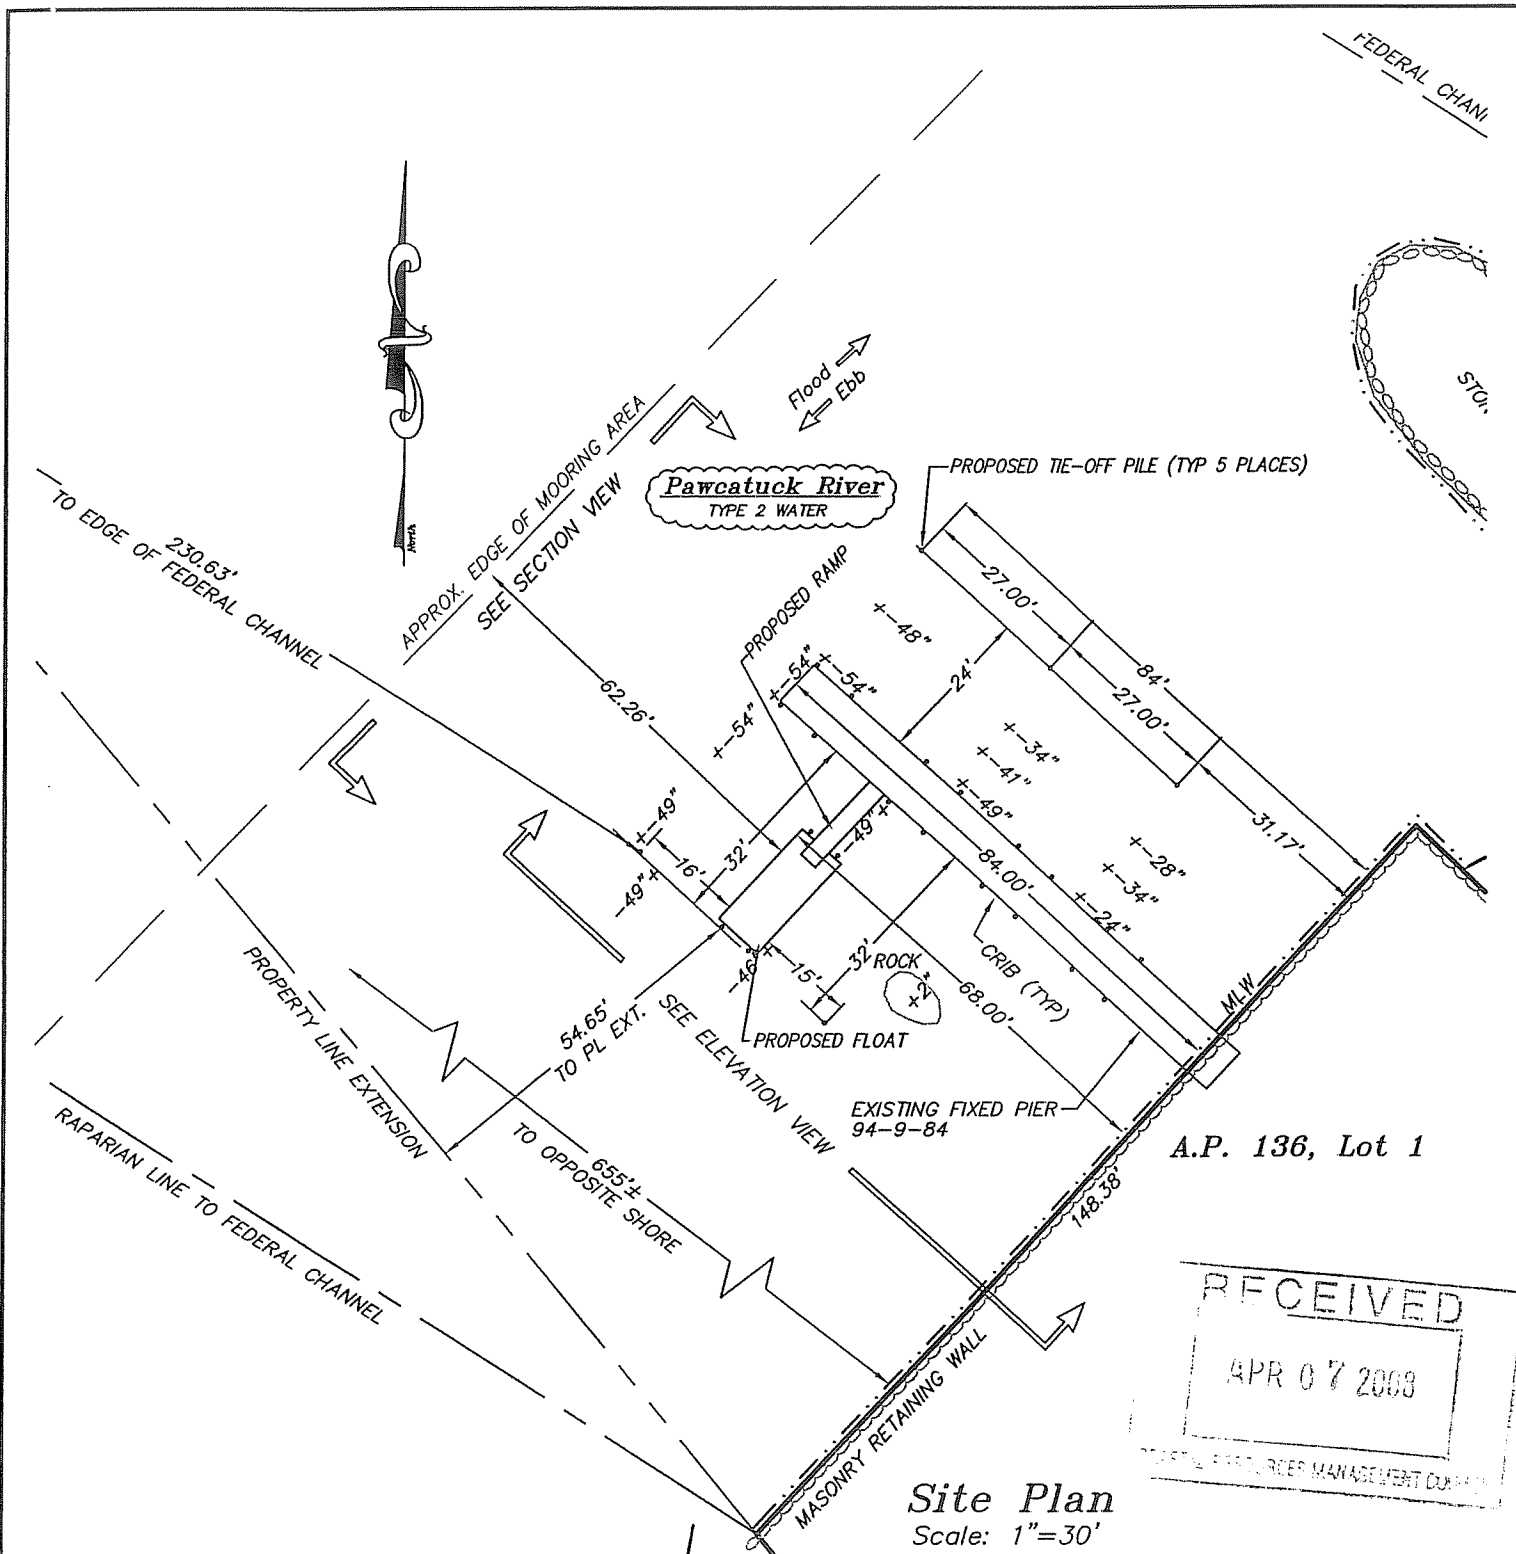 FEDERAL
North
Flood
Ebb
APPROX. EDGE OF MOORING AREA
SEE SECTION VIEW
Pawcatuck River
TYPE 2 WATER
PROPOSED TIE-OFF PILE (TYP 5 PLACES)
230.63'
TO EDGE OF FEDERAL CHANNEL
PROPOSED RAMP
27.00'
84'
27.00'
31.17'
24'
+-48"
+-54"
+-54"
+-54"
62.26'
+-34"
+-41"
+-49"
+-49"
-49"+
-49"+
16'
32'
84.00'
+-28"
+-34"
+-24"
-46"+
15'
32'
ROCK
+2"
CRIB (TYP)
68.00'
MLW
PROPOSED FLOAT
54.65'
TO PL EXT.
SEE ELEVATION VIEW
EXISTING FIXED PIER
94-9-84
PROPERTY LINE EXTENSION
RAPARIAN LINE TO FEDERAL CHANNEL
655'±
TO OPPOSITE SHORE
A.P. 136, Lot 1
148.38'
MASONRY RETAINING WALL
RECEIVED
APR 07 2008
RESOURCES MANAGEMENT
Site Plan
Scale: 1"=30'